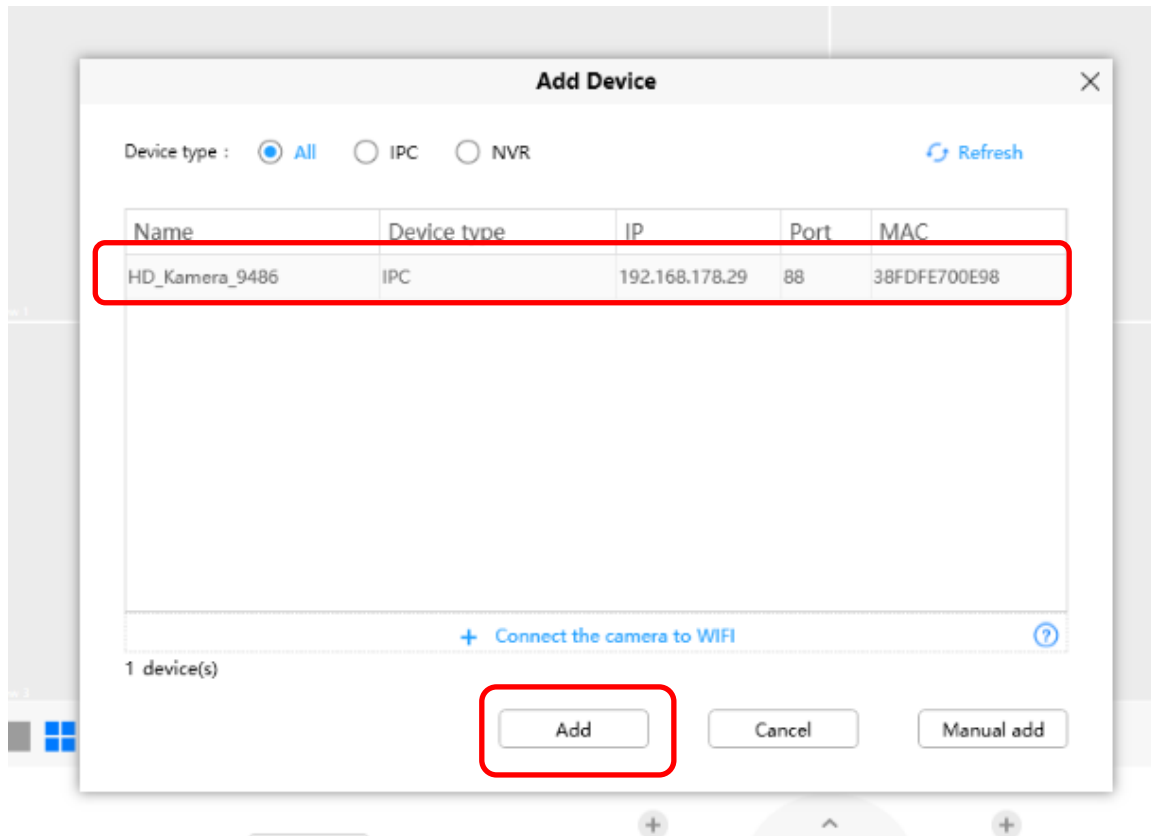 Add Device
Device type : All IPC NVR Refresh
Name Device type IP Port MAC
HD_Kamera_9486 IPC 192.168.178.29 88 38FDFE700E98
+ Connect the camera to WIFI ?
1 device(s)
Add Cancel Manual add